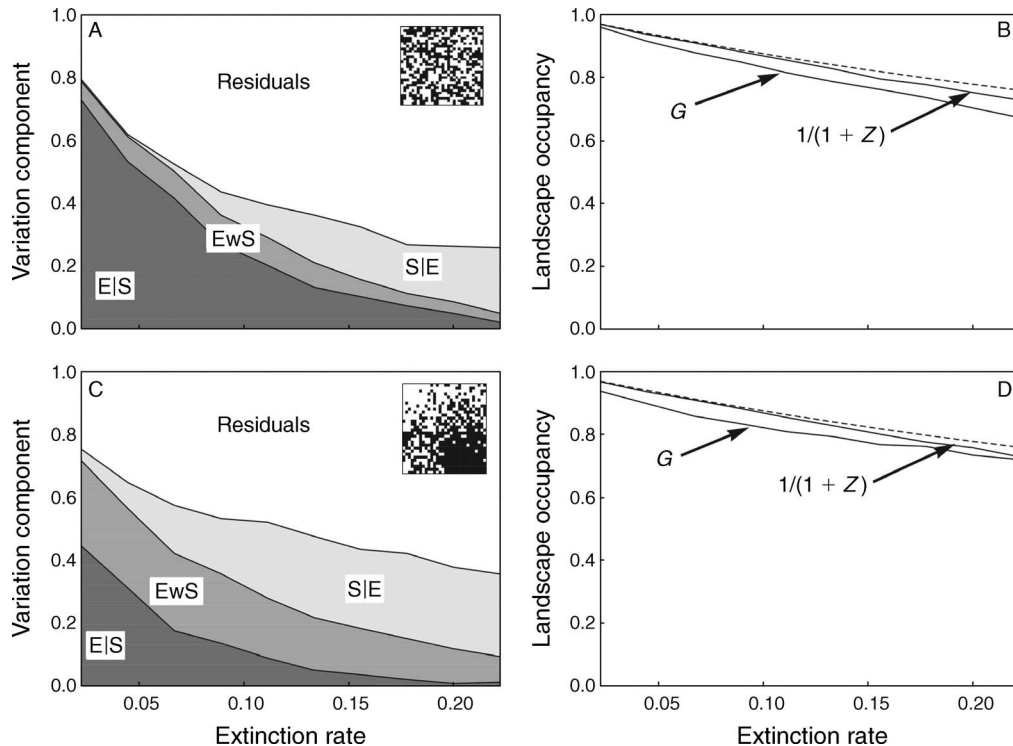 A
Residuals
EwS
S|E
E|S
Variation component
1.0
0.8
0.6
0.4
0.2
0.0
0.05
0.10
0.15
0.20
B
G
1/(1 + Z)
Landscape occupancy
1.0
0.8
0.6
0.4
0.2
0.0
0.05
0.10
0.15
0.20
C
Residuals
EwS
S|E
E|S
Variation component
1.0
0.8
0.6
0.4
0.2
0.0
0.05
0.10
0.15
0.20
Extinction rate
D
G
1/(1 + Z)
Landscape occupancy
1.0
0.8
0.6
0.4
0.2
0.0
0.05
0.10
0.15
0.20
Extinction rate